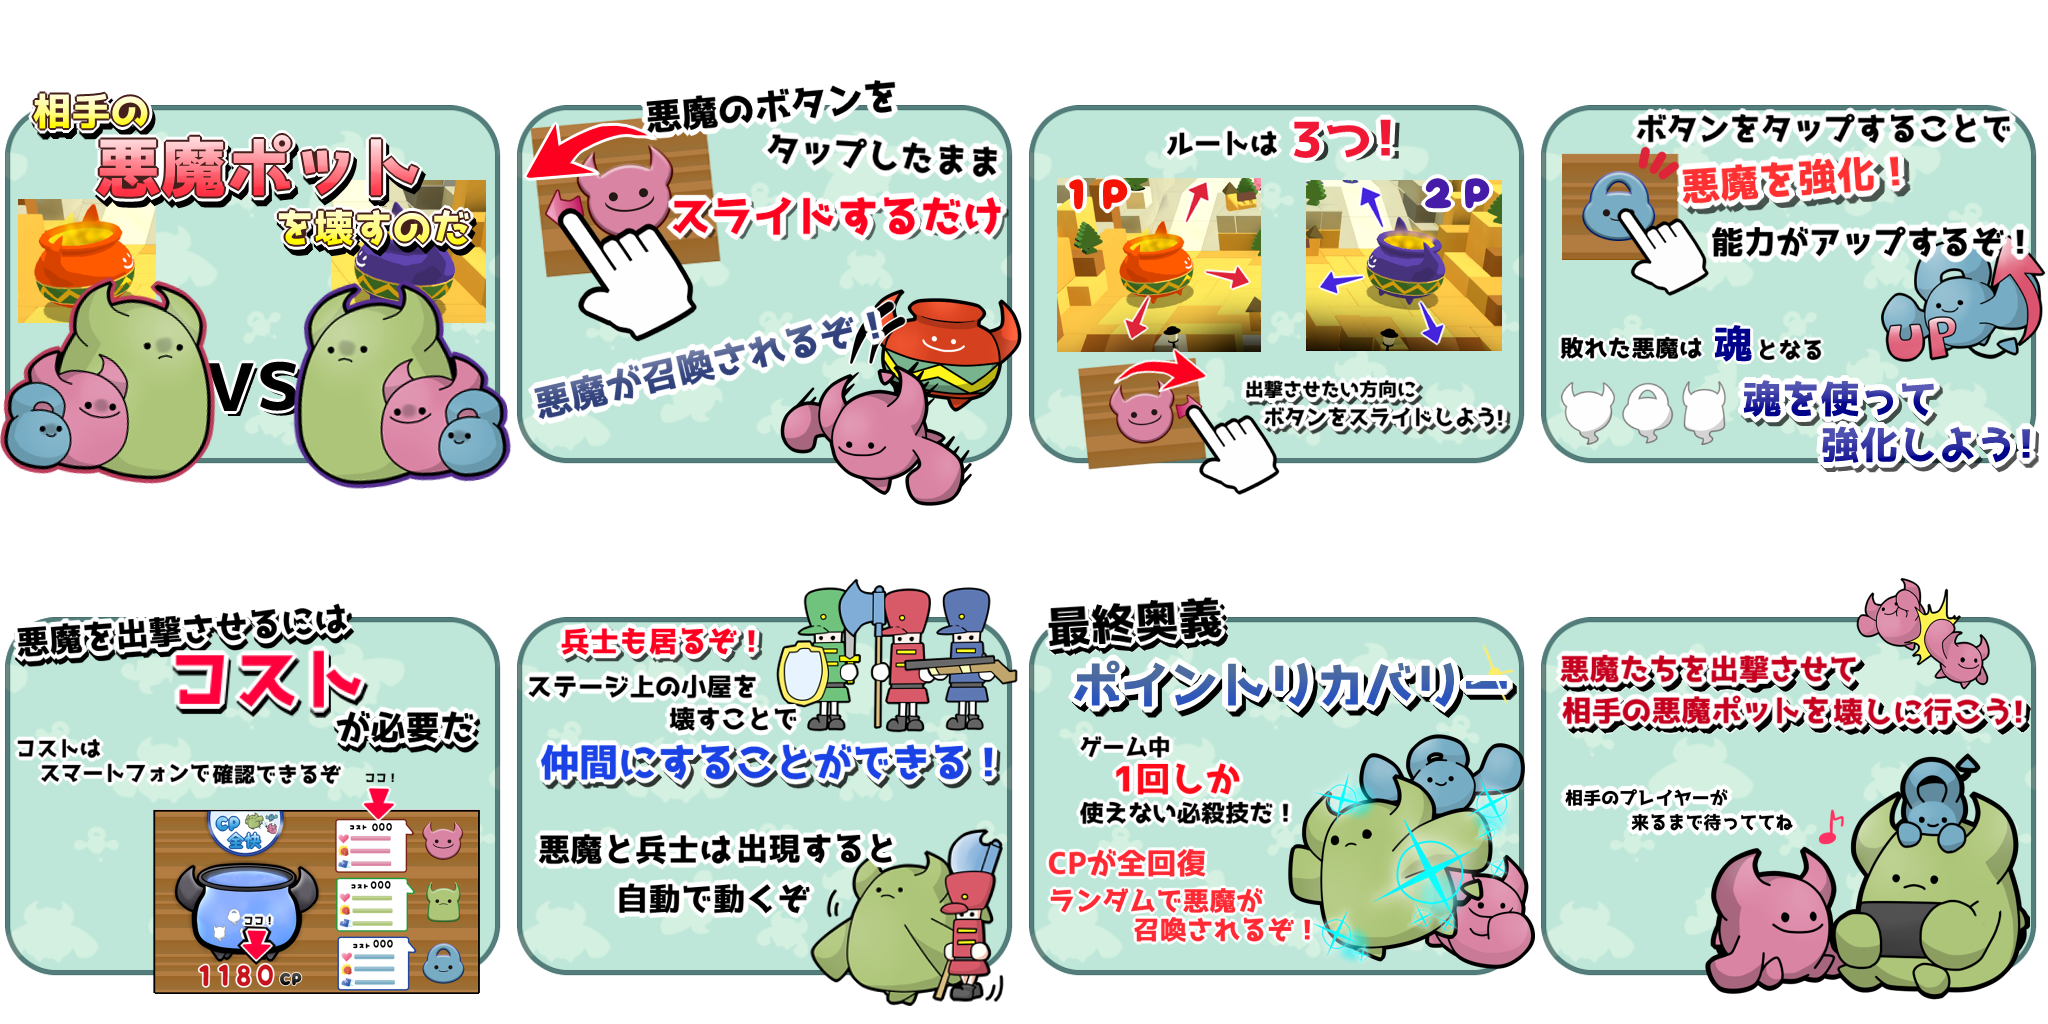 相手の
悪魔ポット
を壊すのだ
VS
悪魔のボタンを
タップしたまま
スライドするだけ
悪魔が召喚されるぞ！
ルートは 3つ!
1P
2P
出撃させたい方向に
ボタンをスライドしよう!
ボタンをタップすることで
悪魔を強化！
能力がアップするぞ！
UP
敗れた悪魔は 魂となる
魂を使って
強化しよう!
悪魔を出撃させるには
コスト
が必要だ
コストは
スマートフォンで確認できるぞ
ココ！
CP
全快
コスト 000
コスト 000
コスト 000
ココ！
1180 CP
兵士も居るぞ！
ステージ上の小屋を
壊すことで
仲間にすることができる！
悪魔と兵士は出現すると
自動で動くぞ
最終奥義
ポイントリカバリー
ゲーム中
1回しか
使えない必殺技だ！
CPが全回復
ランダムで悪魔が
召喚されるぞ！
悪魔たちを出撃させて
相手の悪魔ポットを壊しに行こう!
相手のプレイヤーが
来るまで待っててね